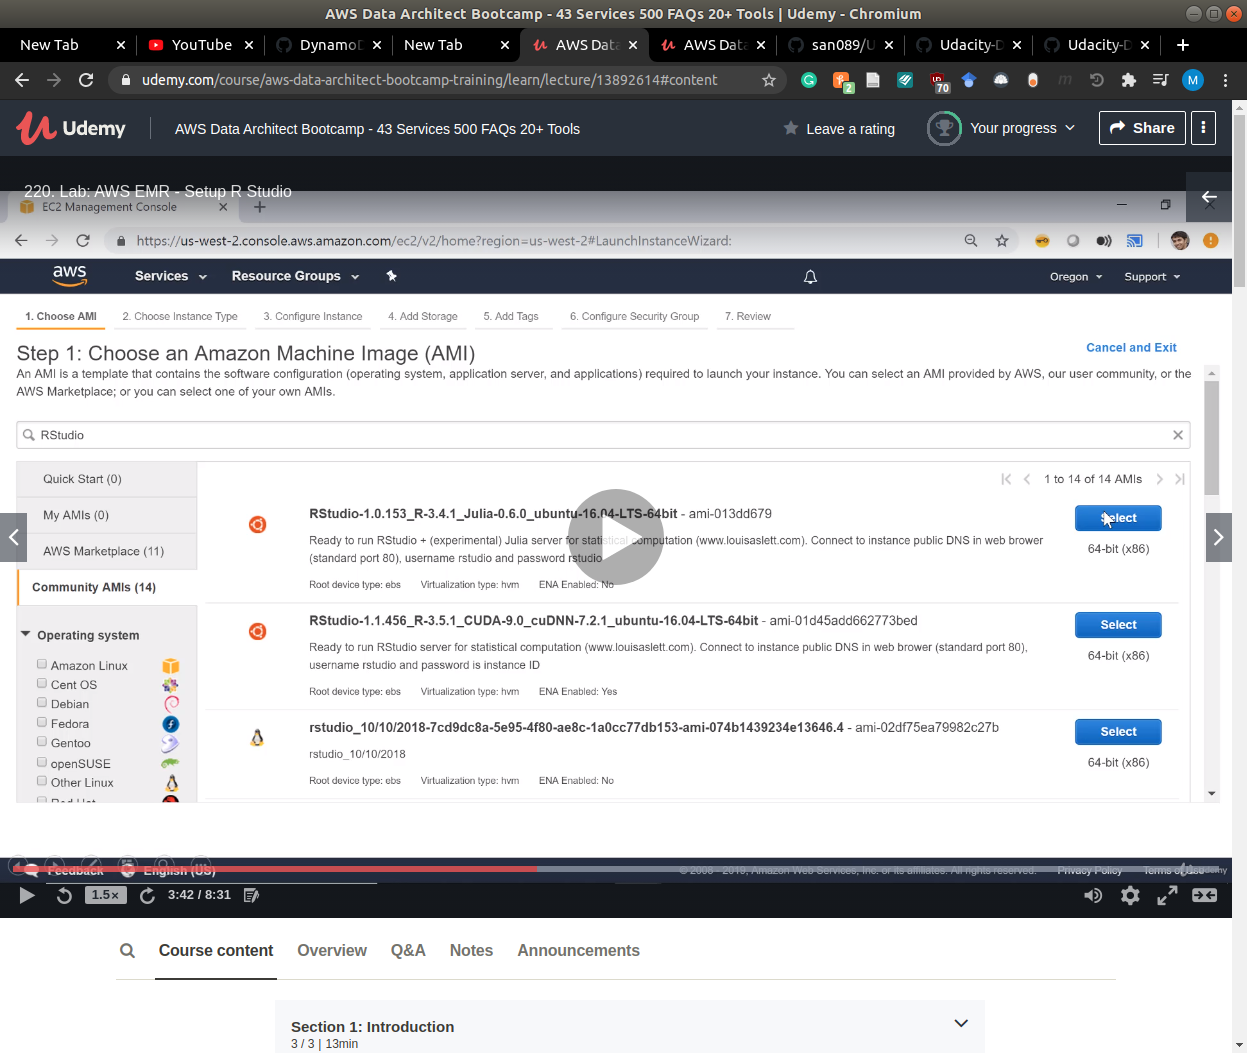 AWS Data Architect Bootcamp - 43 Services 500 FAQs 20+ Tools | Udemy - Chromium
New Tab
YouTube
Dynamo
New Tab
AWS Data
AWS Data
san089/U
Udacity-D
Udacity-D
udemy.com/course/aws-data-architect-bootcamp-training/learn/lecture/13892614#content
2
70
m
M
Udemy
AWS Data Architect Bootcamp - 43 Services 500 FAQs 20+ Tools
Leave a rating
Your progress
Share
220. Lab: AWS EMR - Setup R Studio
EC2 Management Console
https://us-west-2.console.aws.amazon.com/ec2/v2/home?region=us-west-2#LaunchInstanceWizard:
aws
Services
Resource Groups
Oregon
Support
1. Choose AMI
2. Choose Instance Type
3. Configure Instance
4. Add Storage
5. Add Tags
6. Configure Security Group
7. Review
Step 1: Choose an Amazon Machine Image (AMI)
Cancel and Exit
An AMI is a template that contains the software configuration (operating system, application server, and applications) required to launch your instance. You can select an AMI provided by AWS, our user community, or the
AWS Marketplace; or you can select one of your own AMIs.
RStudio
Quick Start (0)
My AMIs (0)
AWS Marketplace (11)
Community AMIs (14)
Operating system
Amazon Linux
Cent OS
Debian
Fedora
Gentoo
openSUSE
Other Linux
Red Hat
1 to 14 of 14 AMIs
RStudio-1.0.153_R-3.4.1_Julia-0.6.0_ubuntu-16.04-LTS-64bit - ami-013dd679
Ready to run RStudio + (experimental) Julia server for statistical computation (www.louisaslett.com). Connect to instance public DNS in web brower
(standard port 80), username rstudio and password rstudio
Root device type: ebs Virtualization type: hvm ENA Enabled: No
Select
64-bit (x86)
RStudio-1.1.456_R-3.5.1_CUDA-9.0_cuDNN-7.2.1_ubuntu-16.04-LTS-64bit - ami-01d45add662773bed
Ready to run RStudio server for statistical computation (www.louisaslett.com). Connect to instance public DNS in web brower (standard port 80),
username rstudio and password is instance ID
Root device type: ebs Virtualization type: hvm ENA Enabled: Yes
Select
64-bit (x86)
rstudio_10/10/2018-7cd9dc8a-5e95-4f80-ae8c-1a0cc77db153-ami-074b1439234e13646.4 - ami-02df75ea79982c27b
rstudio_10/10/2018
Root device type: ebs Virtualization type: hvm ENA Enabled: No
Select
64-bit (x86)
Feedback
English (US)
© 2008 - 2019, Amazon Web Services, Inc. or its affiliates. All rights reserved.
Privacy Policy
Terms of Use
Udemy
1.5×
3:42 / 8:31
Course content
Overview
Q&A
Notes
Announcements
Section 1: Introduction
3 / 3 | 13min